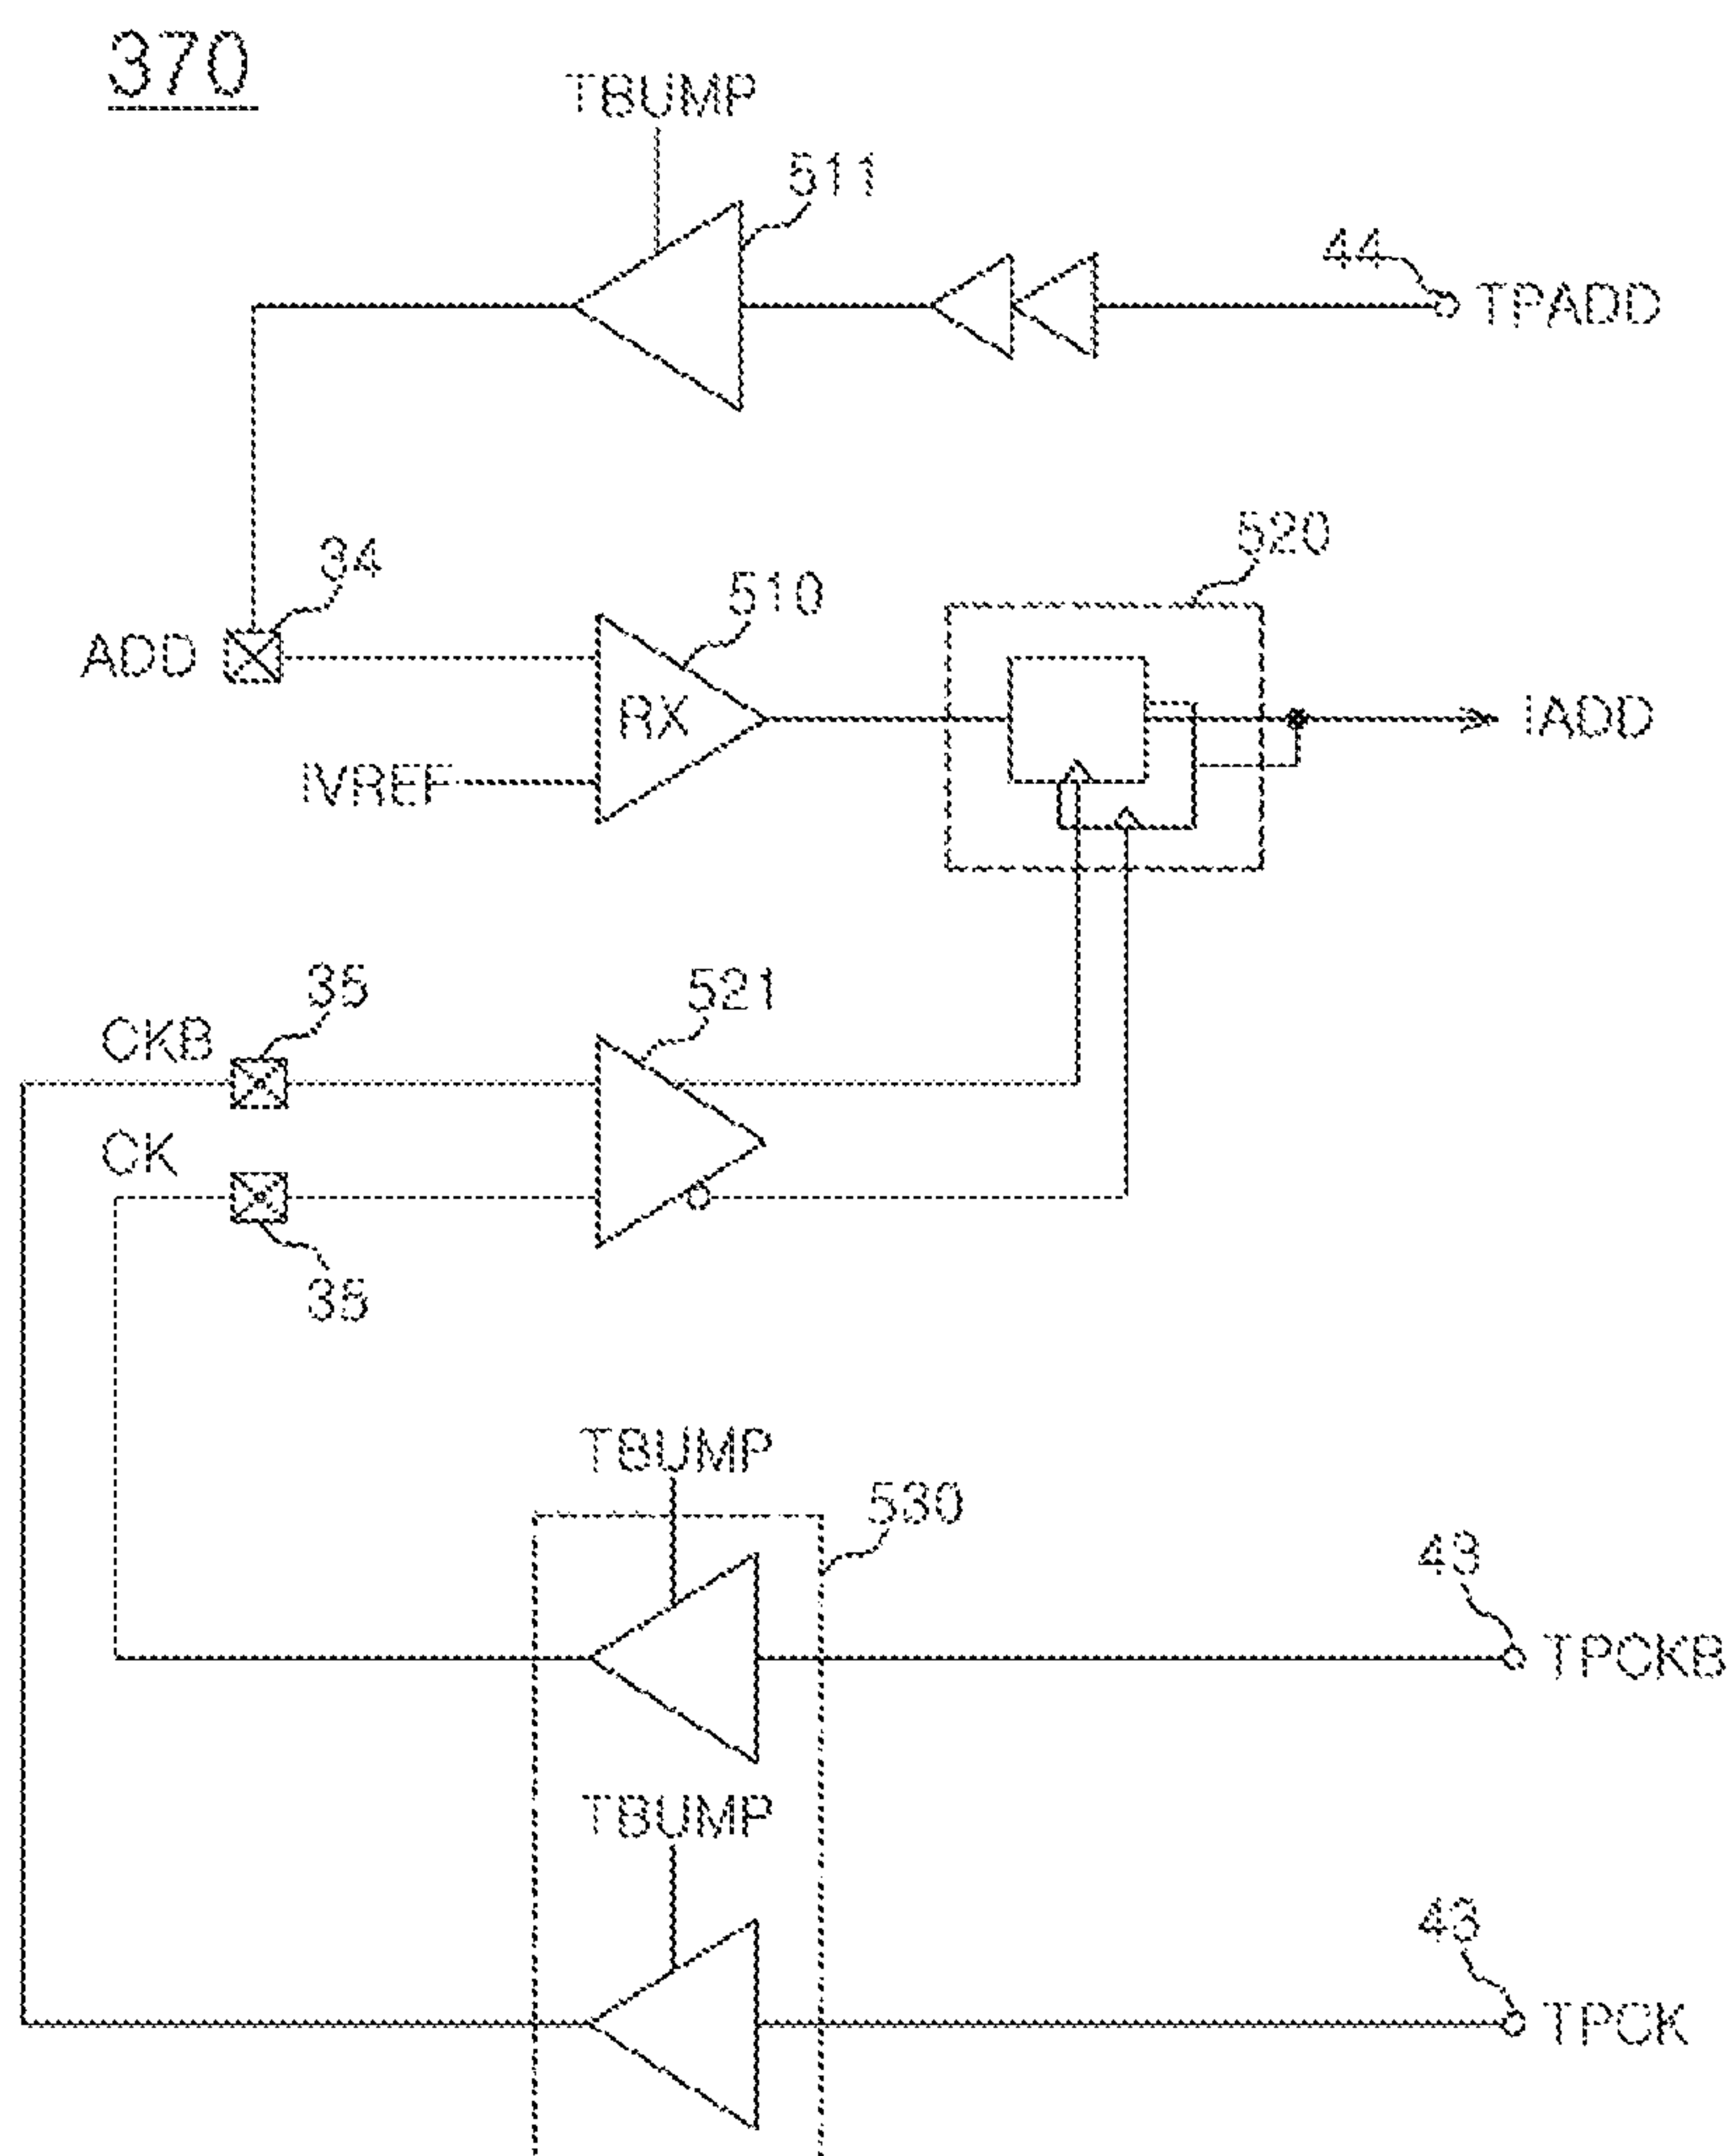 370
TBUMP
511
44
TPADD
34
510
520
ADD
RX
IADD
IVREF
35
521
CKB
CK
35
TBUMP
530
43
TPCKB
TBUMP
43
TPCK